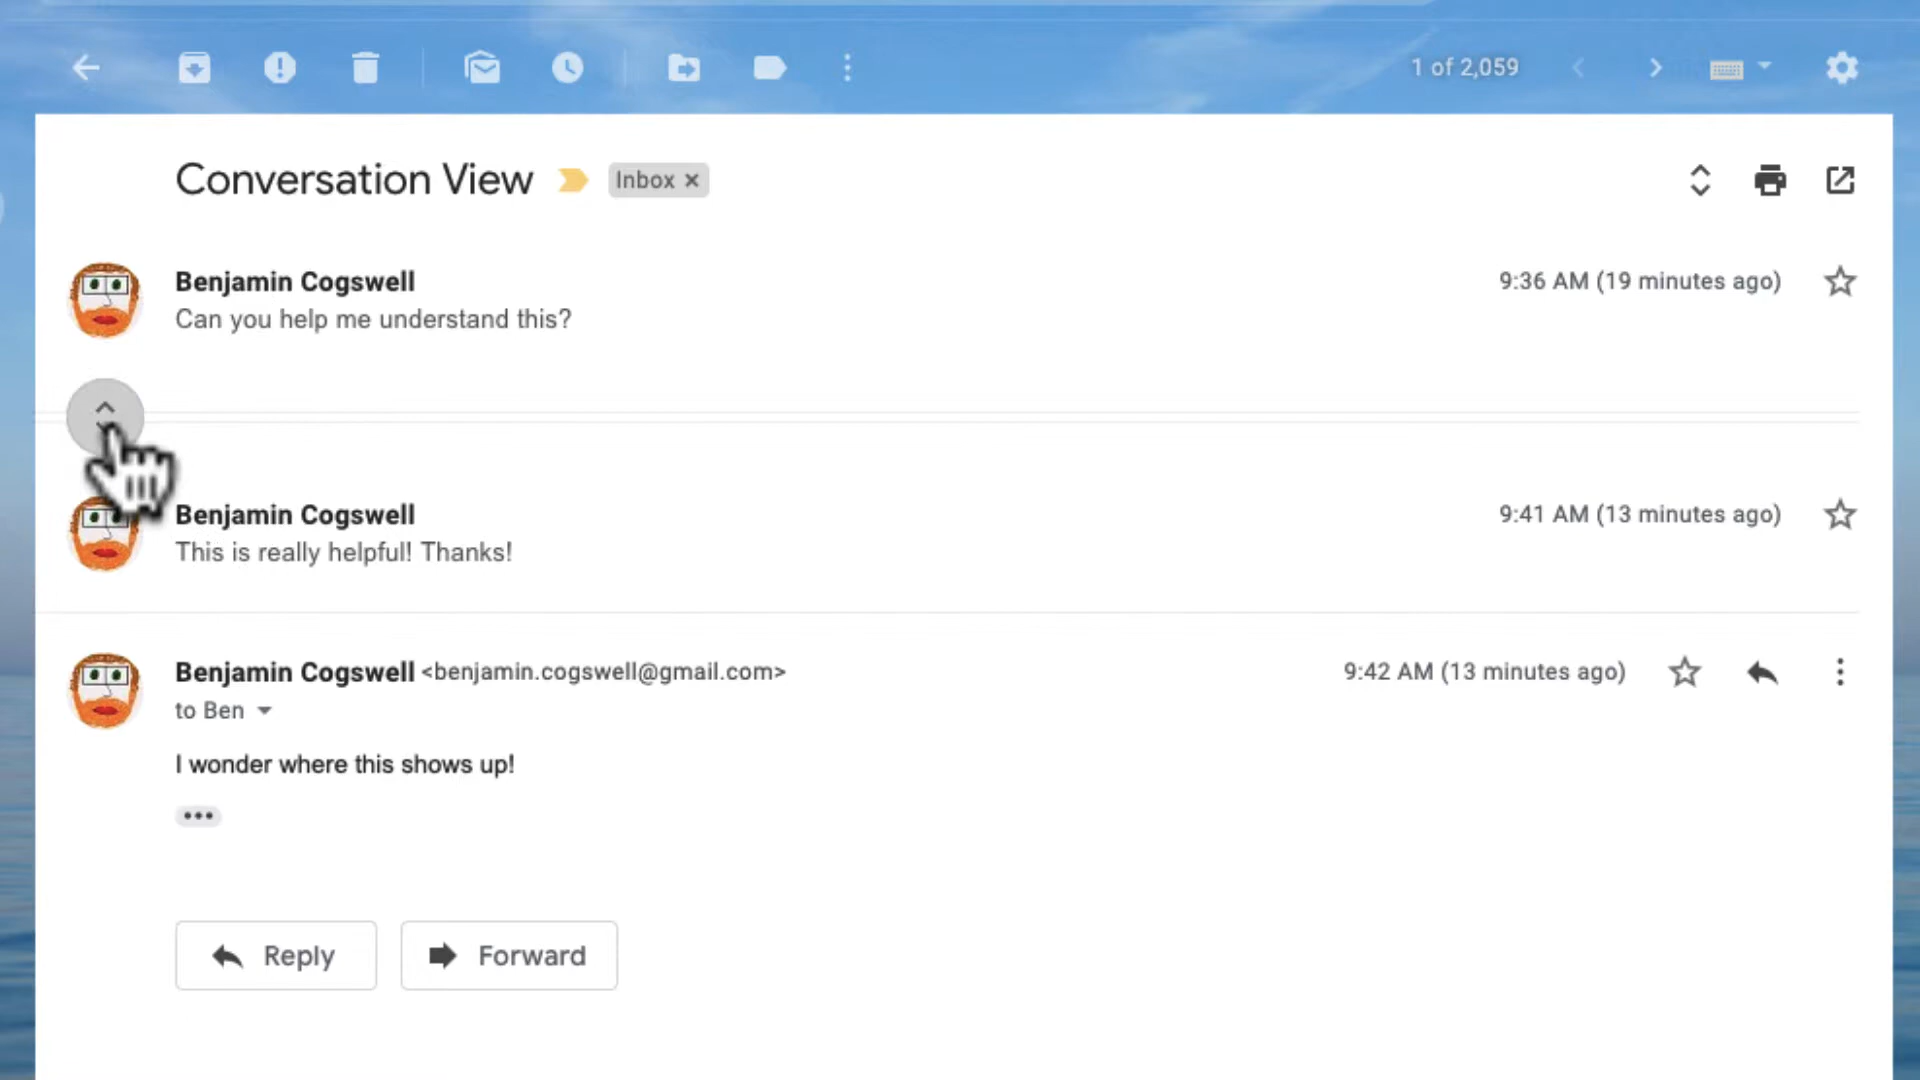 1 of 2,059
Conversation View Inbox ×
Benjamin Cogswell 9:36 AM (19 minutes ago)
Can you help me understand this?
Benjamin Cogswell 9:41 AM (13 minutes ago)
This is really helpful! Thanks!
Benjamin Cogswell <benjamin.cogswell@gmail.com> 9:42 AM (13 minutes ago)
to Ben
I wonder where this shows up!
Reply Forward